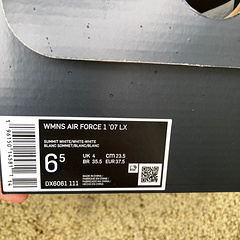 WMNS AIR FORCE 1 '07 LX
SUMMIT WHITE/WHITE-WHITE
BLANC SOMMET/BLANC/BLANC
6.5
UK 4 CM 23.5
BR 35.5 EUR 37.5
DX6061 111